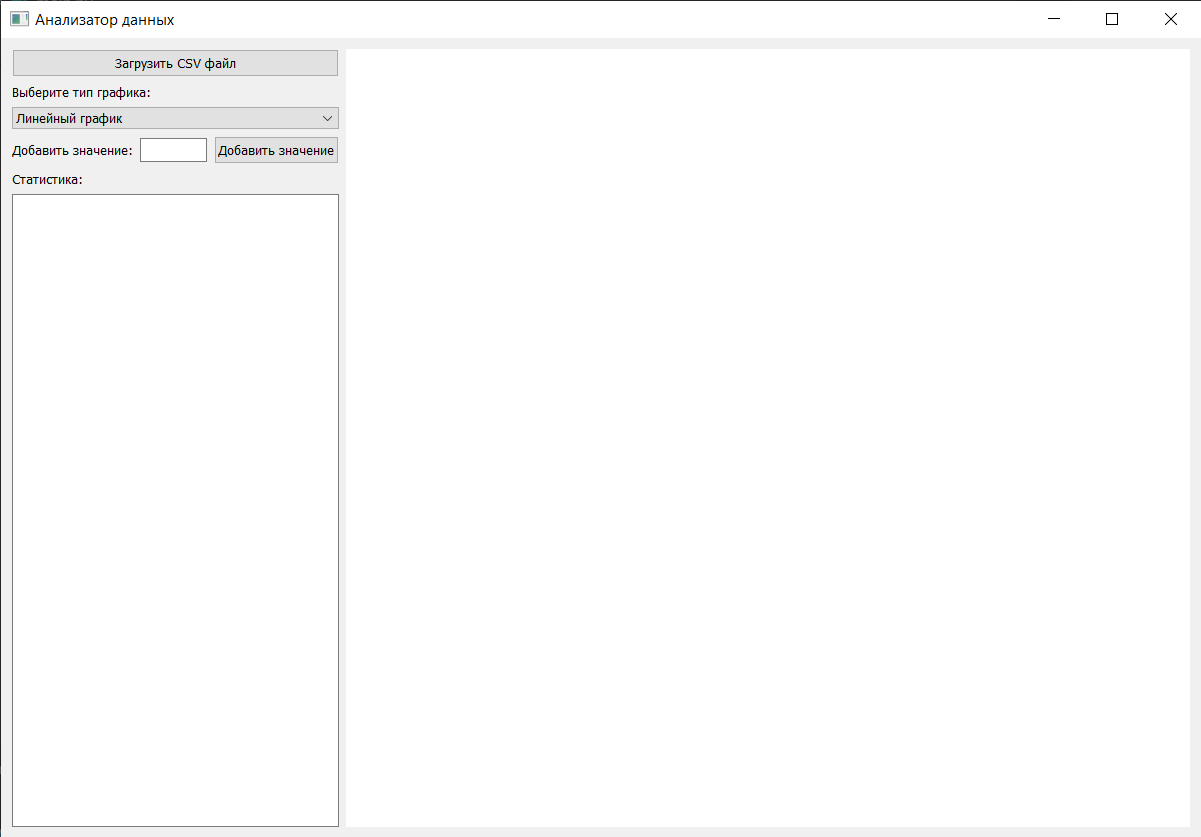 Анализатор данных
Загрузить CSV файл
Выберите тип графика:
Линейный график
Добавить значение: Добавить значение
Статистика: